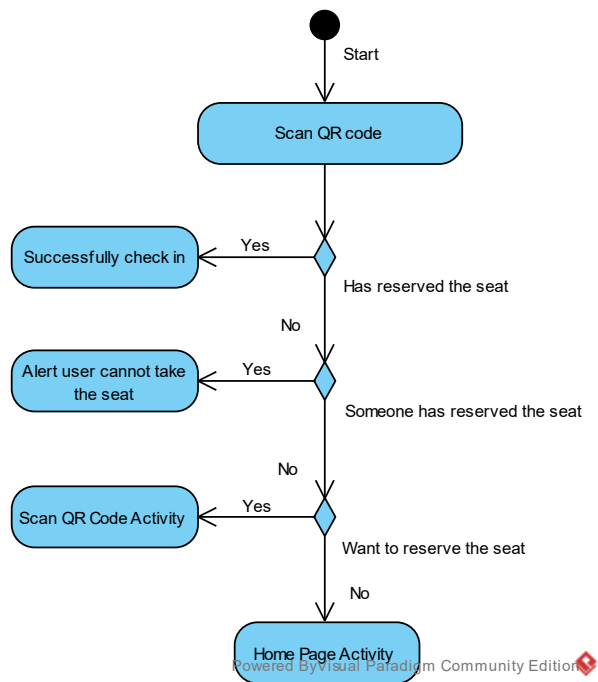 Start
Scan QR code
Yes
Successfully check in
Has reserved the seat
No
Yes
Alert user cannot take
the seat
Someone has reserved the seat
No
Yes
Scan QR Code Activity
Want to reserve the seat
No
Home Page Activity
Powered By Visual Paradigm Community Edition